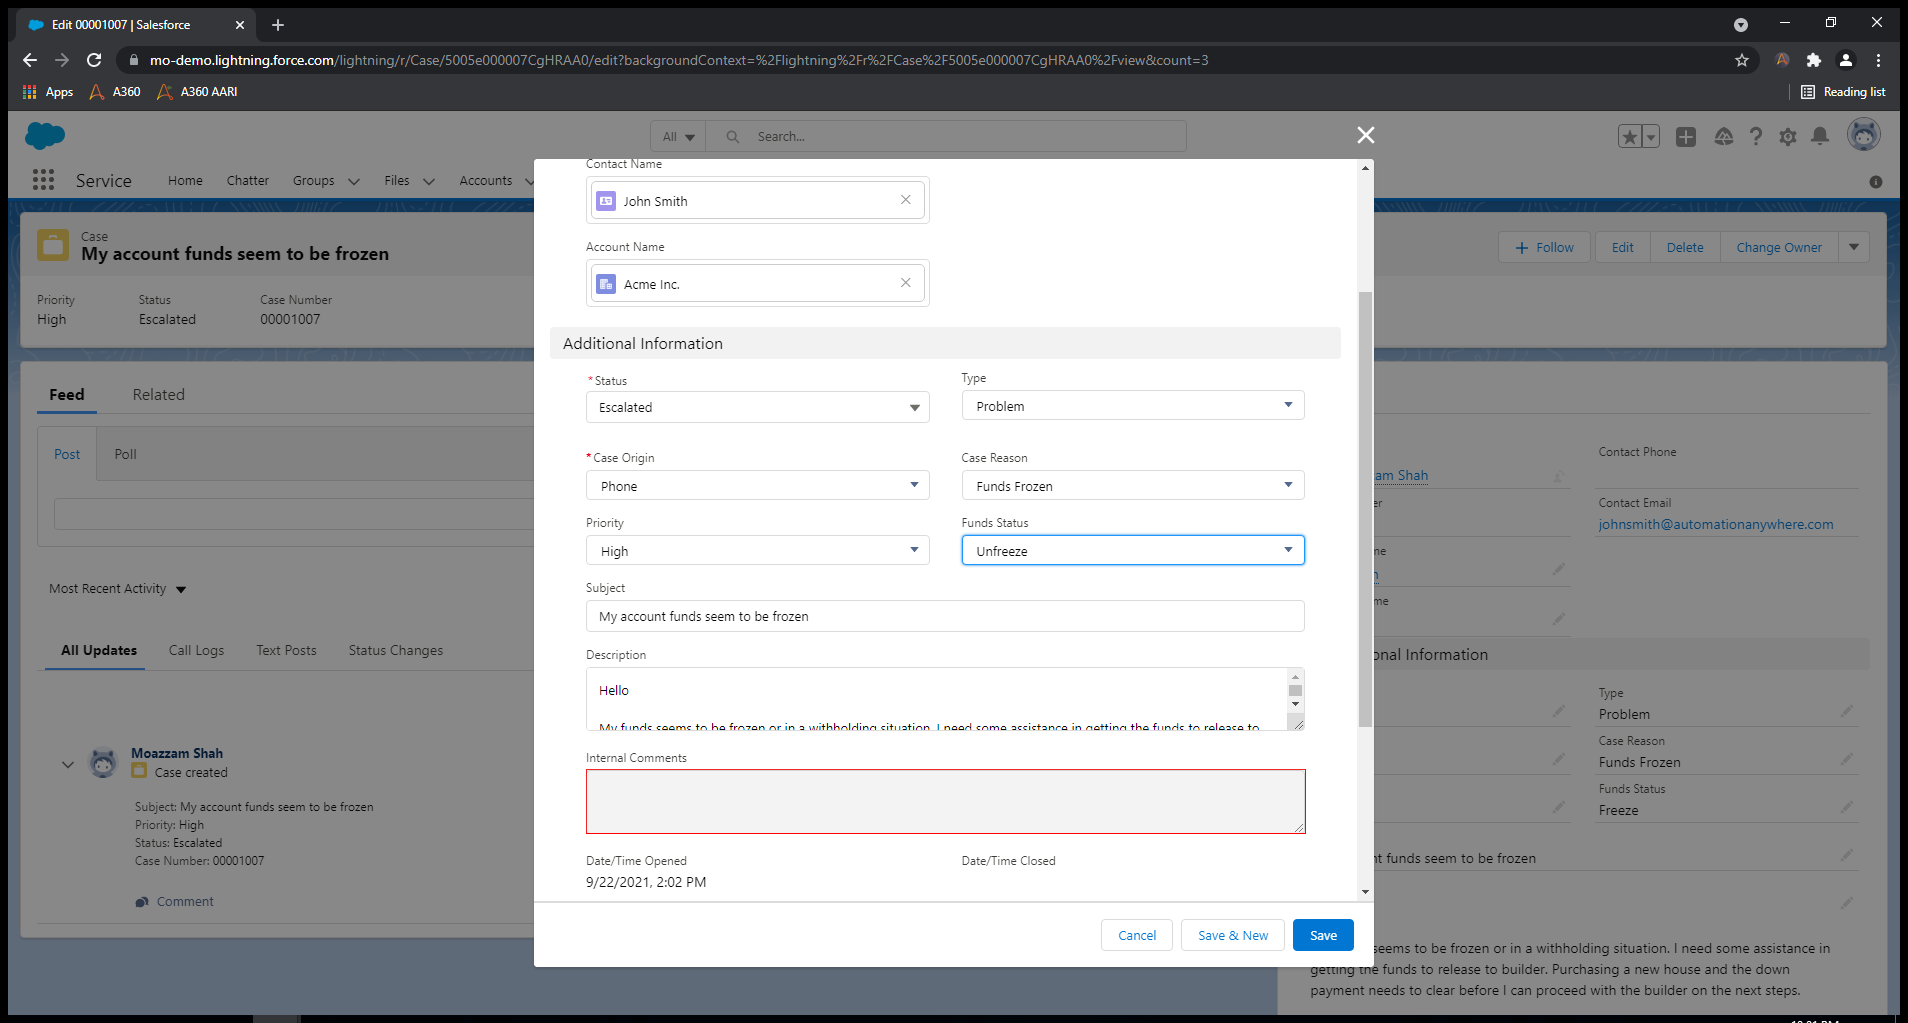 Edit 00001007 | Salesforce
mo-demo.lightning.force.com/lightning/r/Case/5005e000007CgHRAA0/edit?backgroundContext=%2Flightning%2Fr%2FCase%2F5005e000007CgHRAA0%2Fview&count=3
Apps A360 A360 AARI Reading list
All Search...
Service Home Chatter Groups Files Accounts
Case
My account funds seem to be frozen
Follow Edit Delete Change Owner
Priority Status Case Number
High Escalated 00001007
Feed Related
Post Poll
Most Recent Activity
All Updates Call Logs Text Posts Status Changes
Moazzam Shah
Case created
Subject: My account funds seem to be frozen
Priority: High
Status: Escalated
Case Number: 00001007
Comment
Contact Name
John Smith
Account Name
Acme Inc.
Additional Information
*Status Type
Escalated Problem
*Case Origin Case Reason
Phone Funds Frozen
Priority Funds Status
High Unfreeze
Subject
My account funds seem to be frozen
Description
Hello
My funds seems to be frozen or in a withholding situation. I need some assistance in getting the funds to release to
Internal Comments
Date/Time Opened Date/Time Closed
9/22/2021, 2:02 PM
Cancel Save & New Save
Contact Phone
am Shah
Contact Email
johnsmith@automationanywhere.com
onal Information
Type
Problem
Case Reason
Funds Frozen
Funds Status
Freeze
funds seem to be frozen
seems to be frozen or in a withholding situation. I need some assistance in
getting the funds to release to builder. Purchasing a new house and the down
payment needs to clear before I can proceed with the builder on the next steps.